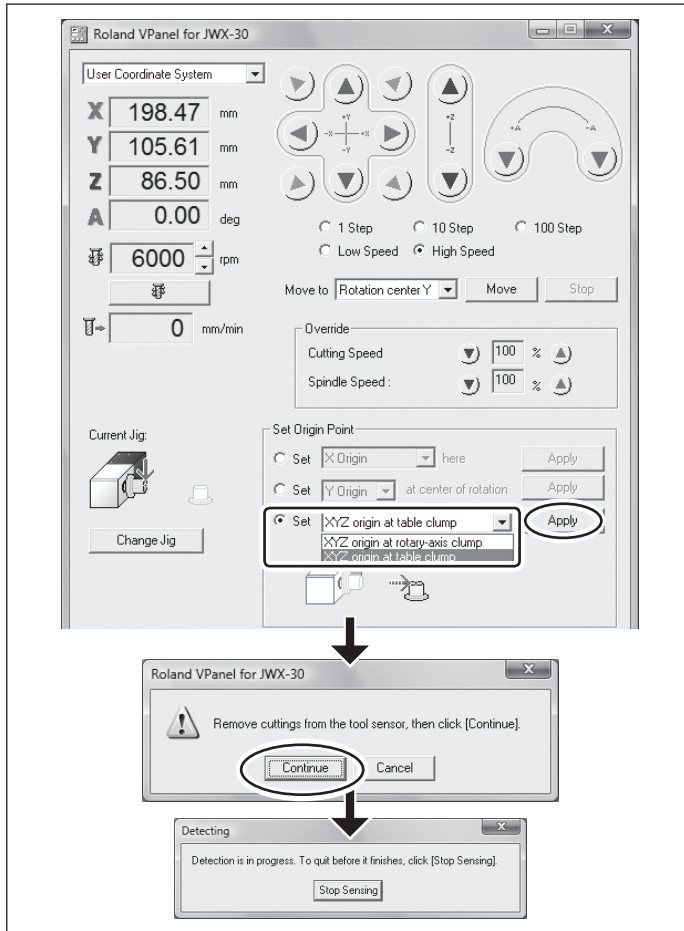 Roland VPanel for JWX-30
User Coordinate System
X 198.47 mm
Y 105.61 mm
Z 86.50 mm
A 0.00 deg
6000 rpm
0 mm/min
+Y
-X +X
-Y
+Z
-Z
+A -A
1 Step 10 Step 100 Step
Low Speed High Speed
Move to Rotation center Y Move Stop
Override
Cutting Speed 100 %
Spindle Speed : 100 %
Current Jig:
Change Jig
Set Origin Point
Set X Origin here Apply
Set Y Origin at center of rotation Apply
Set XYZ origin at table clump Apply
XYZ origin at rotary-axis clump
XYZ origin at table clump
Roland VPanel for JWX-30
Remove cuttings from the tool sensor, then click [Continue].
Continue Cancel
Detecting
Detection is in progress. To quit before it finishes, click [Stop Sensing].
Stop Sensing